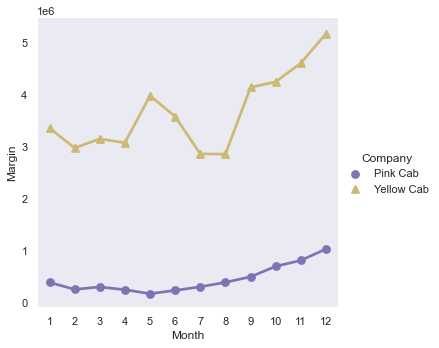 1e6
5
4
3
2
1
0
Margin
1 2 3 4 5 6 7 8 9 10 11 12
Month
Company
Pink Cab
Yellow Cab